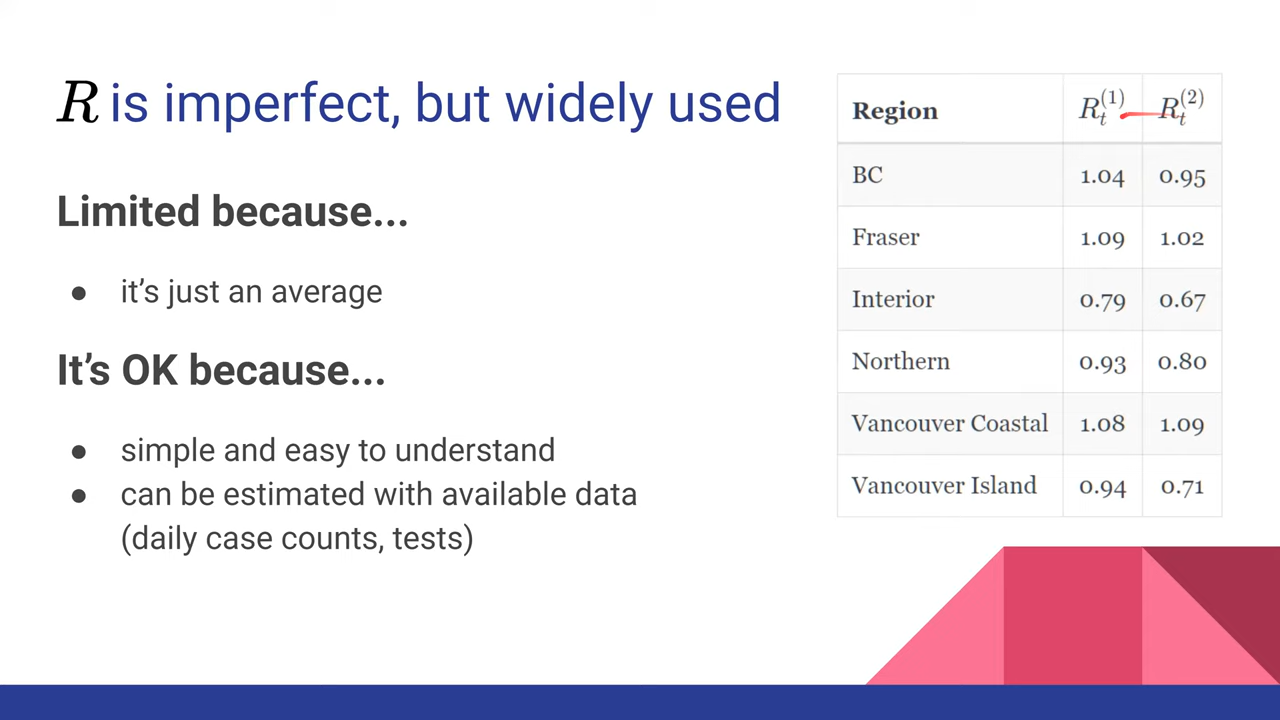 R is imperfect, but widely used
Limited because...
● it's just an average
It's OK because...
● simple and easy to understand
● can be estimated with available data
(daily case counts, tests)
Region R_t^(1) R_t^(2)
BC 1.04 0.95
Fraser 1.09 1.02
Interior 0.79 0.67
Northern 0.93 0.80
Vancouver Coastal 1.08 1.09
Vancouver Island 0.94 0.71